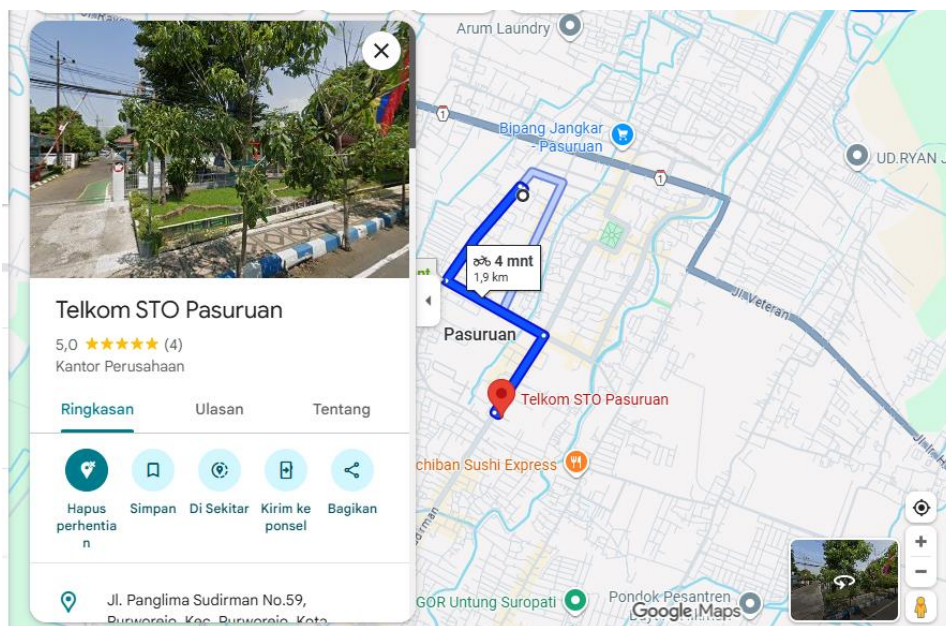 Telkom STO Pasuruan
5,0 ★★★★★ (4)
Kantor Perusahaan
Ringkasan
Ulasan
Tentang
Hapus
perhentia
n
Simpan
Di Sekitar
Kirim ke
ponsel
Bagikan
Jl. Panglima Sudirman No.59,
Purworejo, Kec. Purworejo, Kota
Arum Laundry
1
Bipang Jangkar
- Pasuruan
1
UD.RYAN J
4 mnt
1,9 km
Jl. Veteran
Pasuruan
Telkom STO Pasuruan
chiban Sushi Express
GOR Untung Suropati
Pondok Pesantren
Google Maps